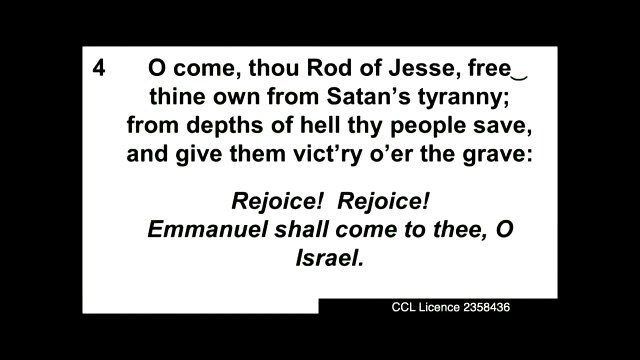 4 O come, thou Rod of Jesse, free‿
thine own from Satan’s tyranny;
from depths of hell thy people save,
and give them vict’ry o’er the grave:
Rejoice!  Rejoice!
Emmanuel shall come to thee, O
Israel.
CCL Licence 2358436